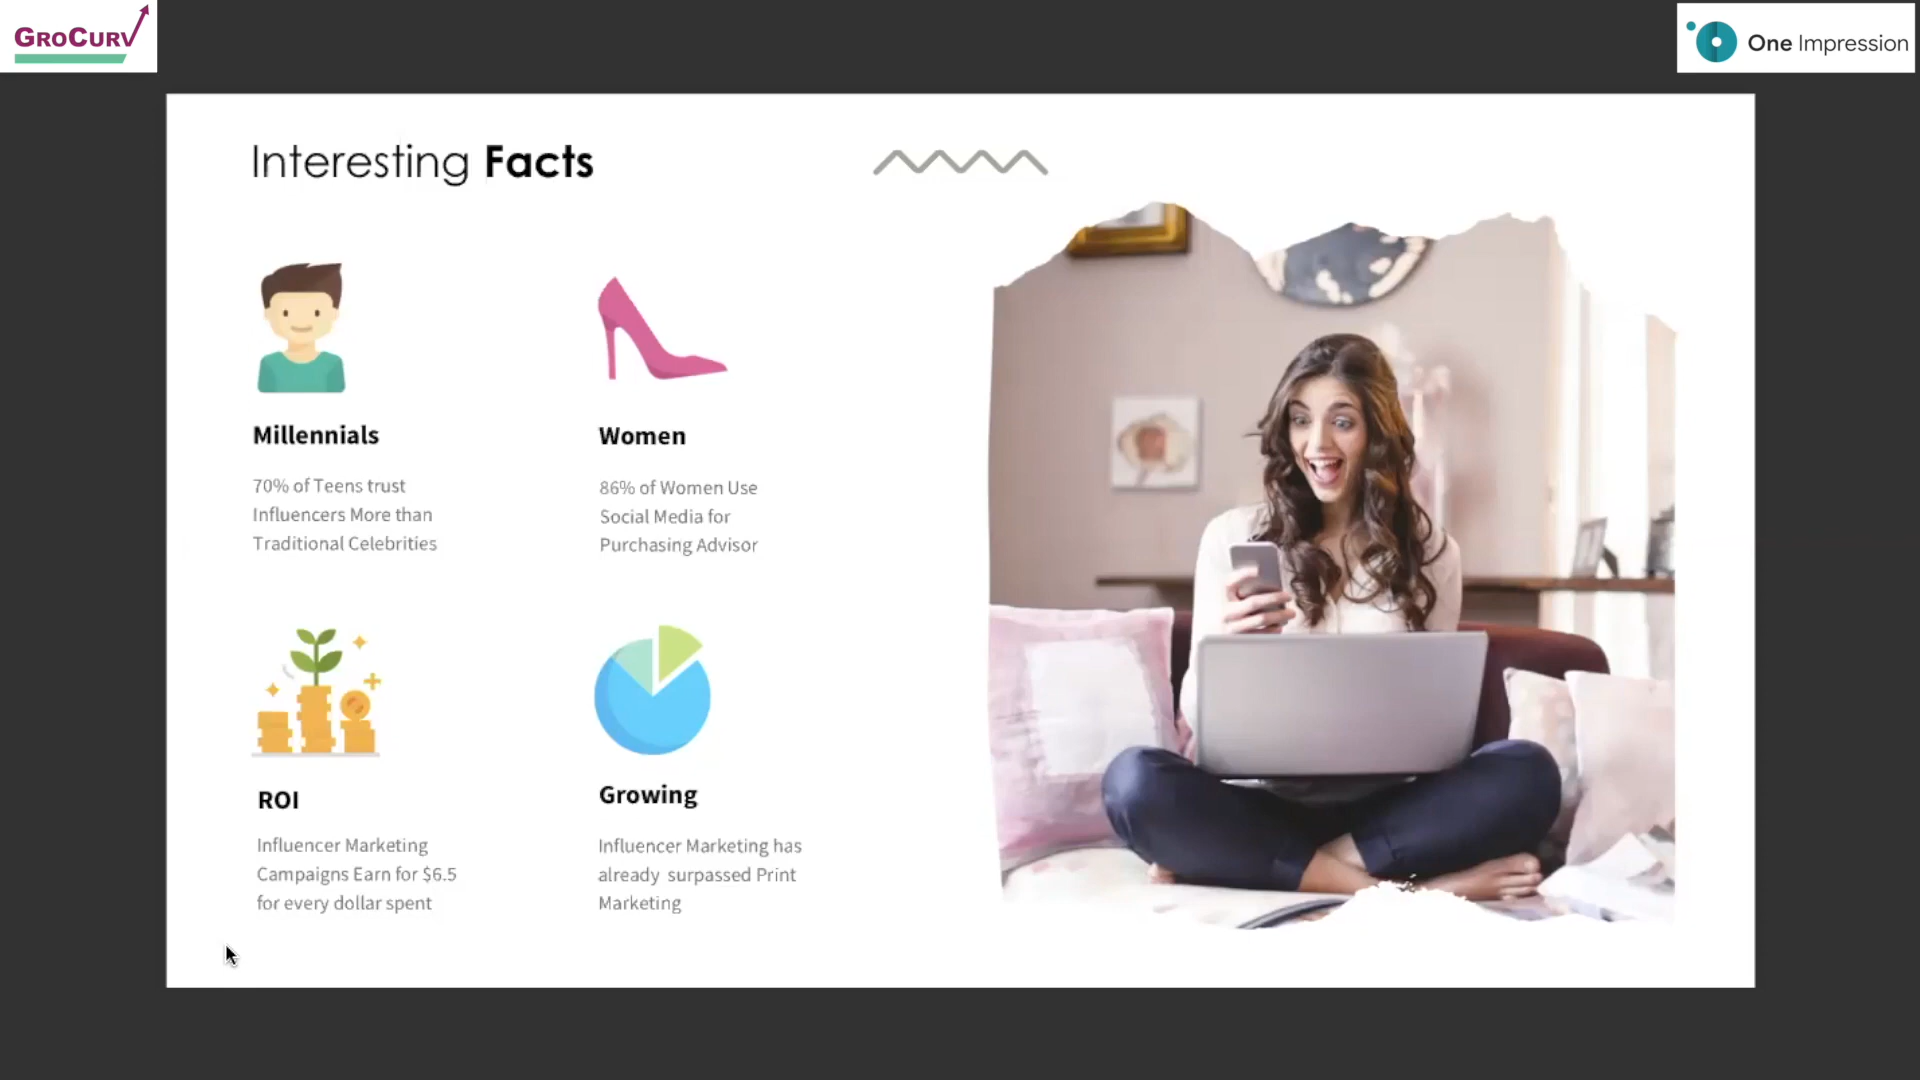 GROCURV
One Impression
Interesting Facts
Millennials
70% of Teens trust
Influencers More than
Traditional Celebrities
Women
86% of Women Use
Social Media for
Purchasing Advisor
ROI
Influencer Marketing
Campaigns Earn for $6.5
for every dollar spent
Growing
Influencer Marketing has
already surpassed Print
Marketing